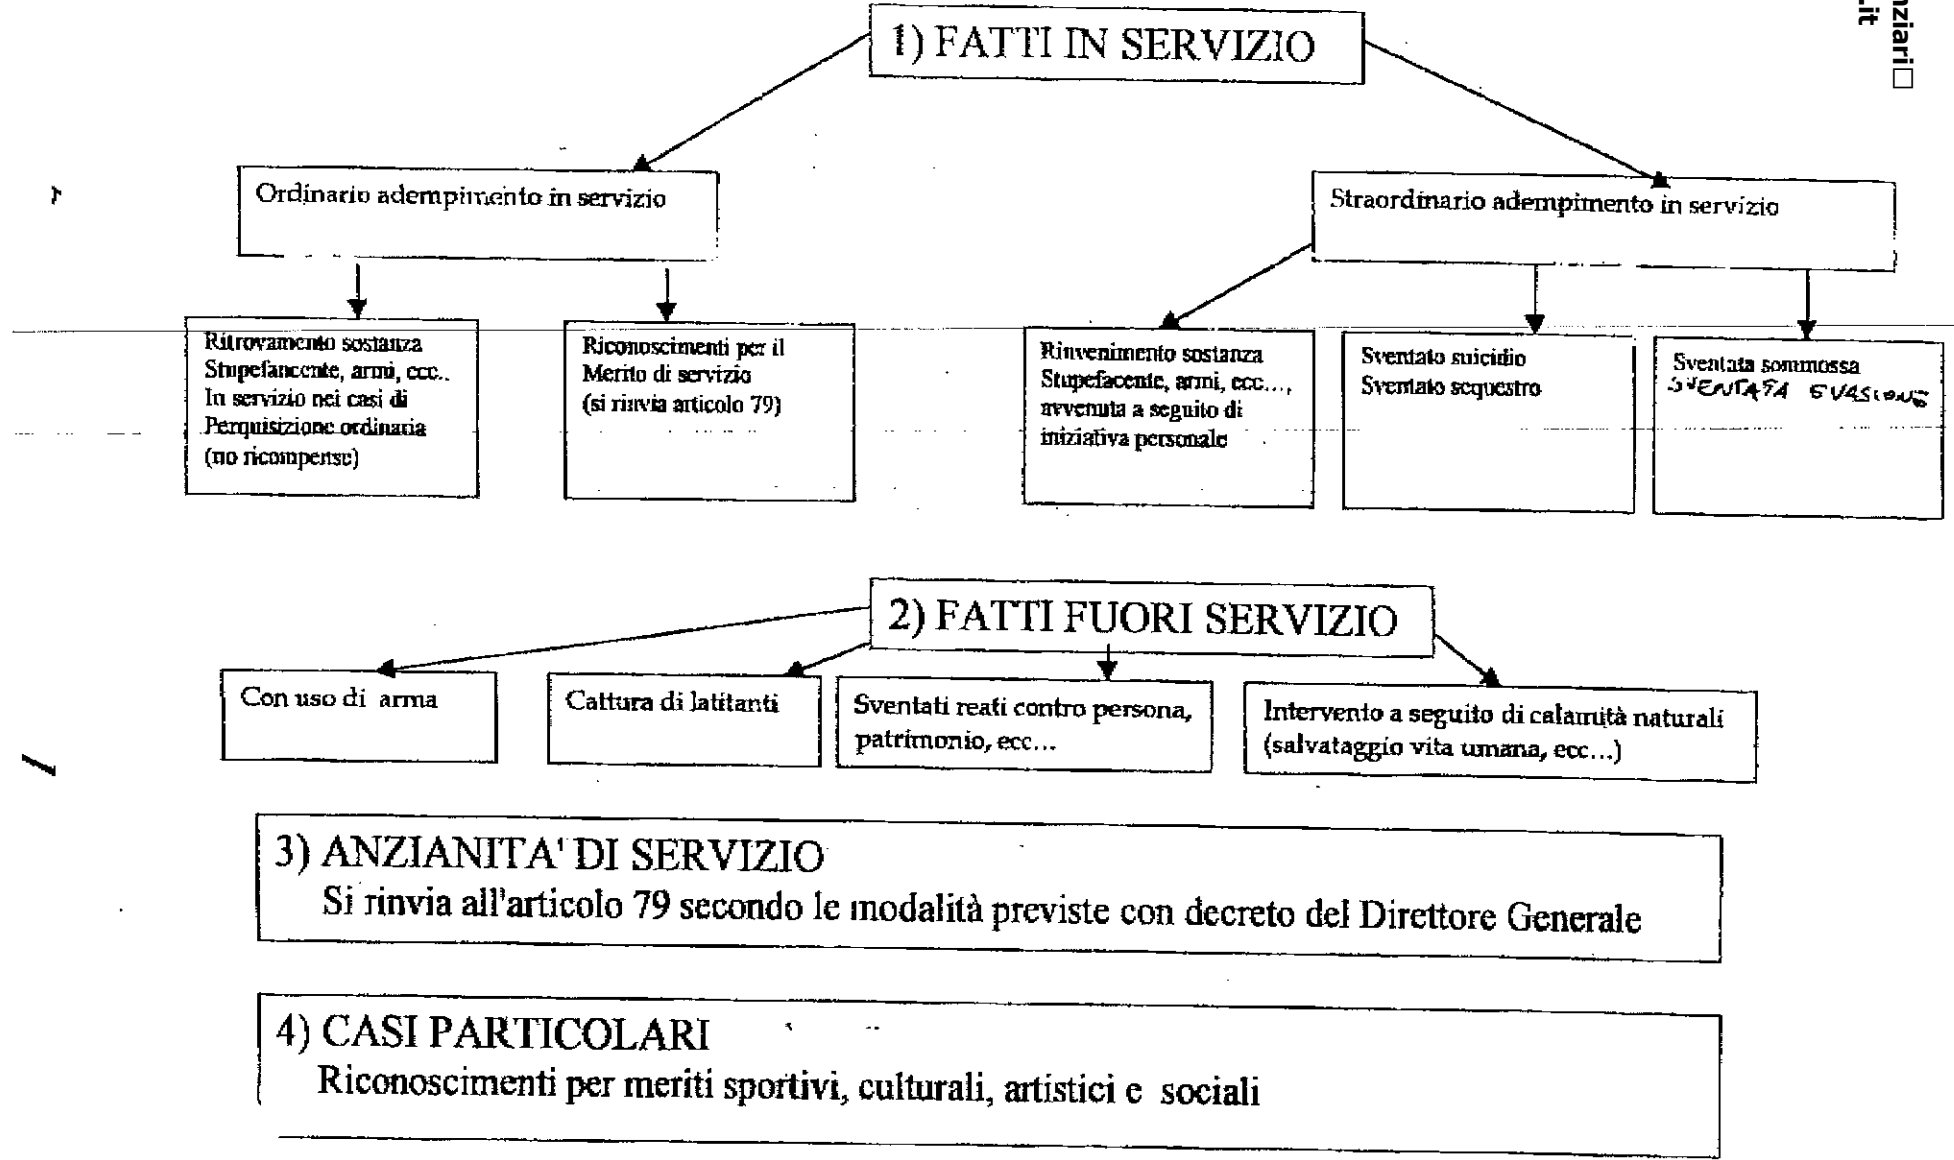 nziari□
.it
1) FATTI IN SERVIZIO
Ordinario adempimento in servizio
Straordinario adempimento in servizio
Ritrovamento sostanza
Stupefancente, armi, ecc..
In servizio nei casi di
Perquisizione ordinaria
(no ricompense)
Riconoscimenti per il
Merito di servizio
(si rinvia articolo 79)
Rinvenimento sostanza
Stupefacente, armi, ecc...,
avvenuta a seguito di
iniziativa personale
Sventato suicidio
Sventato sequestro
Sventata sommossa
SVENTATA EVASIONE
2) FATTI FUORI SERVIZIO
Con uso di arma
Cattura di latitanti
Sventati reati contro persona,
patrimonio, ecc...
Intervento a seguito di calamità naturali
(salvataggio vita umana, ecc...)
3) ANZIANITA' DI SERVIZIO
Si rinvia all'articolo 79 secondo le modalità previste con decreto del Direttore Generale
4) CASI PARTICOLARI
Riconoscimenti per meriti sportivi, culturali, artistici e sociali